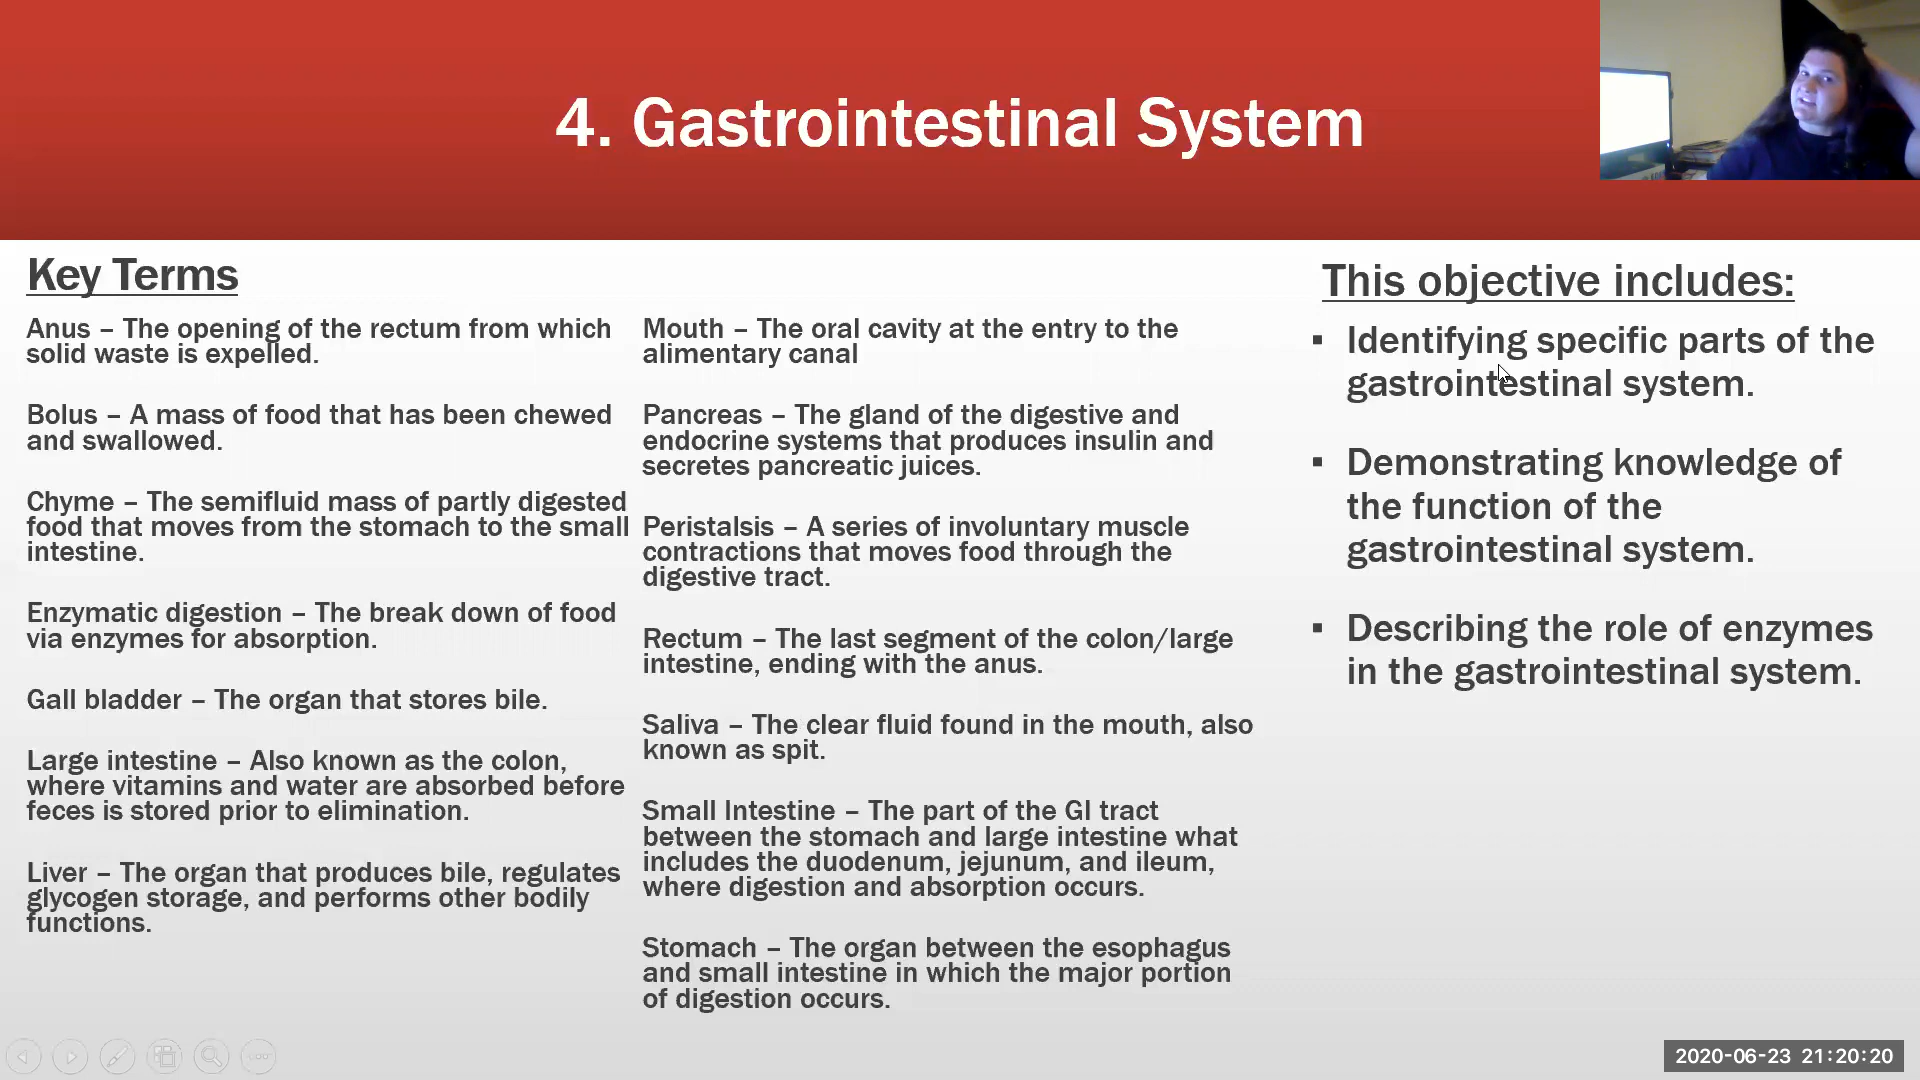 4. Gastrointestinal System
Key Terms
Anus – The opening of the rectum from which
solid waste is expelled.
Bolus – A mass of food that has been chewed
and swallowed.
Chyme – The semifluid mass of partly digested
food that moves from the stomach to the small
intestine.
Enzymatic digestion – The break down of food
via enzymes for absorption.
Gall bladder – The organ that stores bile.
Large intestine – Also known as the colon,
where vitamins and water are absorbed before
feces is stored prior to elimination.
Liver – The organ that produces bile, regulates
glycogen storage, and performs other bodily
functions.
Mouth – The oral cavity at the entry to the
alimentary canal
Pancreas – The gland of the digestive and
endocrine systems that produces insulin and
secretes pancreatic juices.
Peristalsis – A series of involuntary muscle
contractions that moves food through the
digestive tract.
Rectum – The last segment of the colon/large
intestine, ending with the anus.
Saliva – The clear fluid found in the mouth, also
known as spit.
Small Intestine – The part of the GI tract
between the stomach and large intestine what
includes the duodenum, jejunum, and ileum,
where digestion and absorption occurs.
Stomach – The organ between the esophagus
and small intestine in which the major portion
of digestion occurs.
This objective includes:
▪ Identifying specific parts of the
gastrointestinal system.
▪ Demonstrating knowledge of
the function of the
gastrointestinal system.
▪ Describing the role of enzymes
in the gastrointestinal system.
2020-06-23 21:20:20